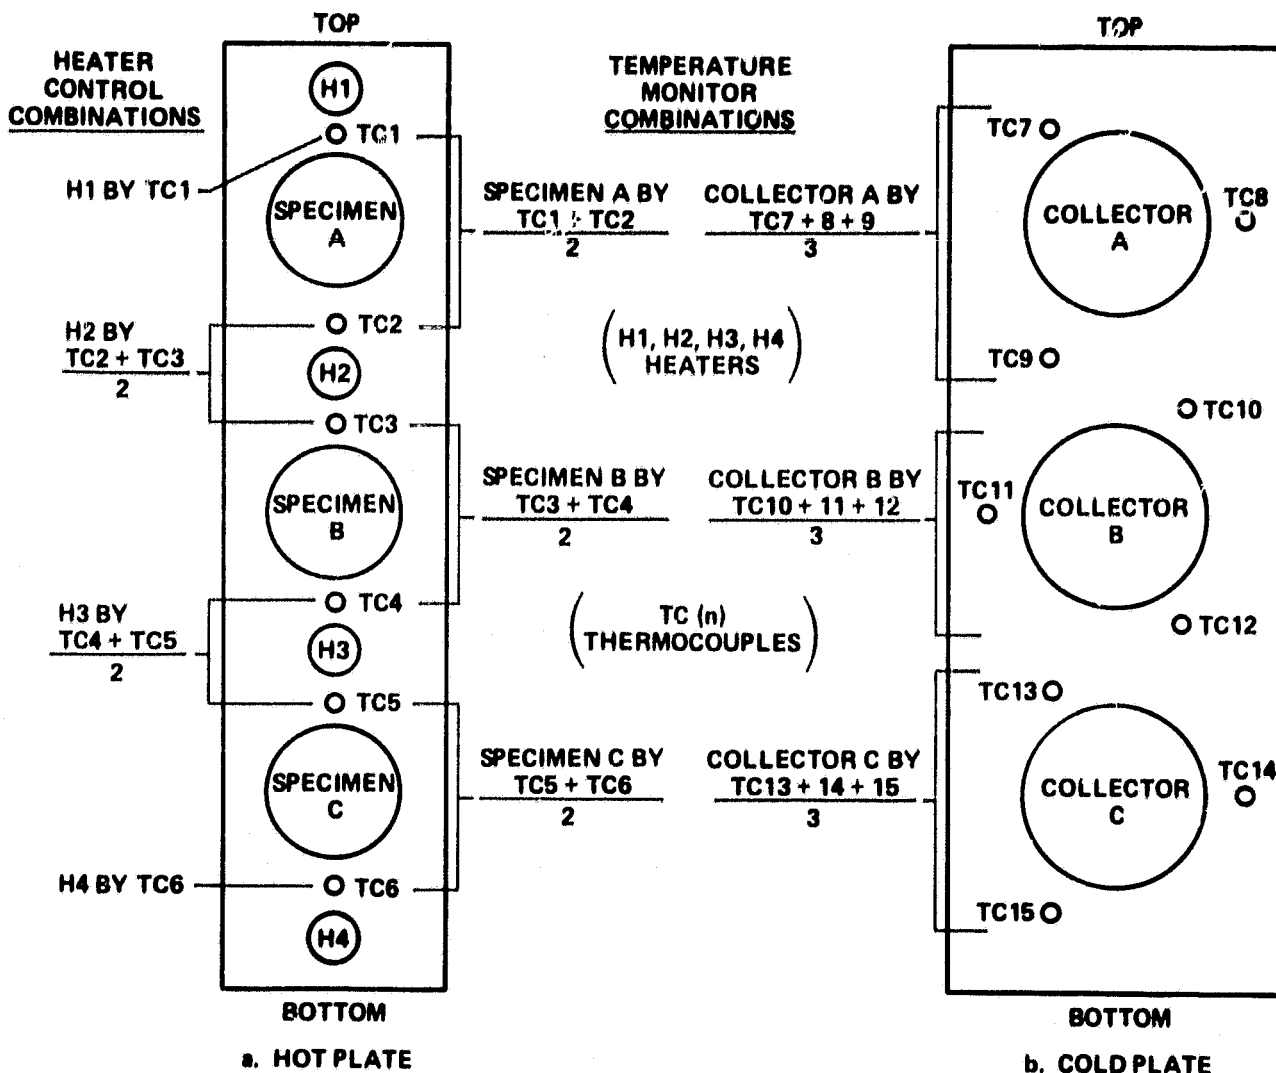 TOP
HEATER
CONTROL
COMBINATIONS
H1
TC1
H1 BY TC1
SPECIMEN
A
TC2
H2 BY
TC2 + TC3
2
H2
TC3
SPECIMEN
B
TC4
H3 BY
TC4 + TC5
2
H3
TC5
SPECIMEN
C
H4 BY TC6
TC6
H4
BOTTOM
a. HOT PLATE
TEMPERATURE
MONITOR
COMBINATIONS
SPECIMEN A BY
TC1 + TC2
2
COLLECTOR A BY
TC7 + 8 + 9
3
(H1, H2, H3, H4
HEATERS)
SPECIMEN B BY
TC3 + TC4
2
COLLECTOR B BY
TC10 + 11 + 12
3
(TC (n)
THERMOCOUPLES)
SPECIMEN C BY
TC5 + TC6
2
COLLECTOR C BY
TC13 + 14 + 15
3
TOP
TC7
TC8
COLLECTOR
A
TC9
TC10
TC11
COLLECTOR
B
TC12
TC13
TC14
COLLECTOR
C
TC15
BOTTOM
b. COLD PLATE